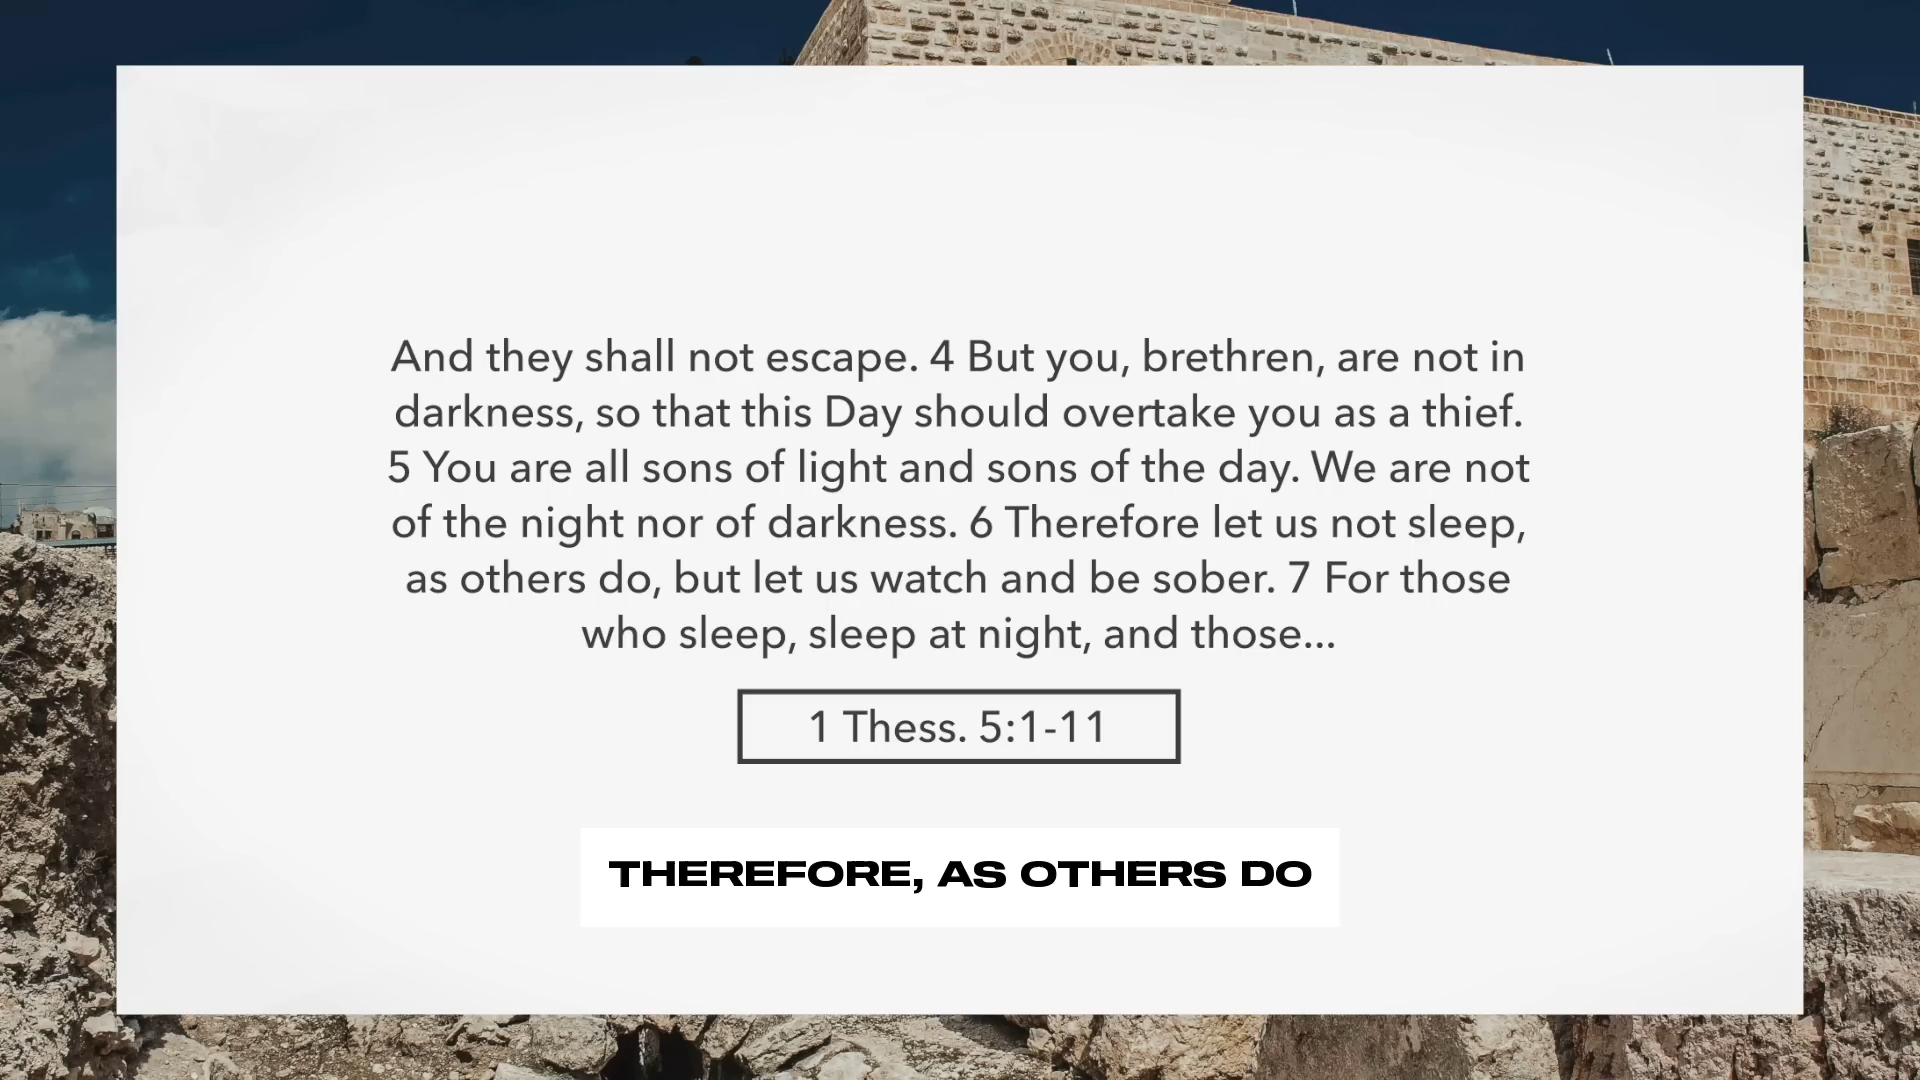 And they shall not escape. 4 But you, brethren, are not in
darkness, so that this Day should overtake you as a thief.
5 You are all sons of light and sons of the day. We are not
of the night nor of darkness. 6 Therefore let us not sleep,
as others do, but let us watch and be sober. 7 For those
who sleep, sleep at night, and those...
1 Thess. 5:1-11
THEREFORE, AS OTHERS DO